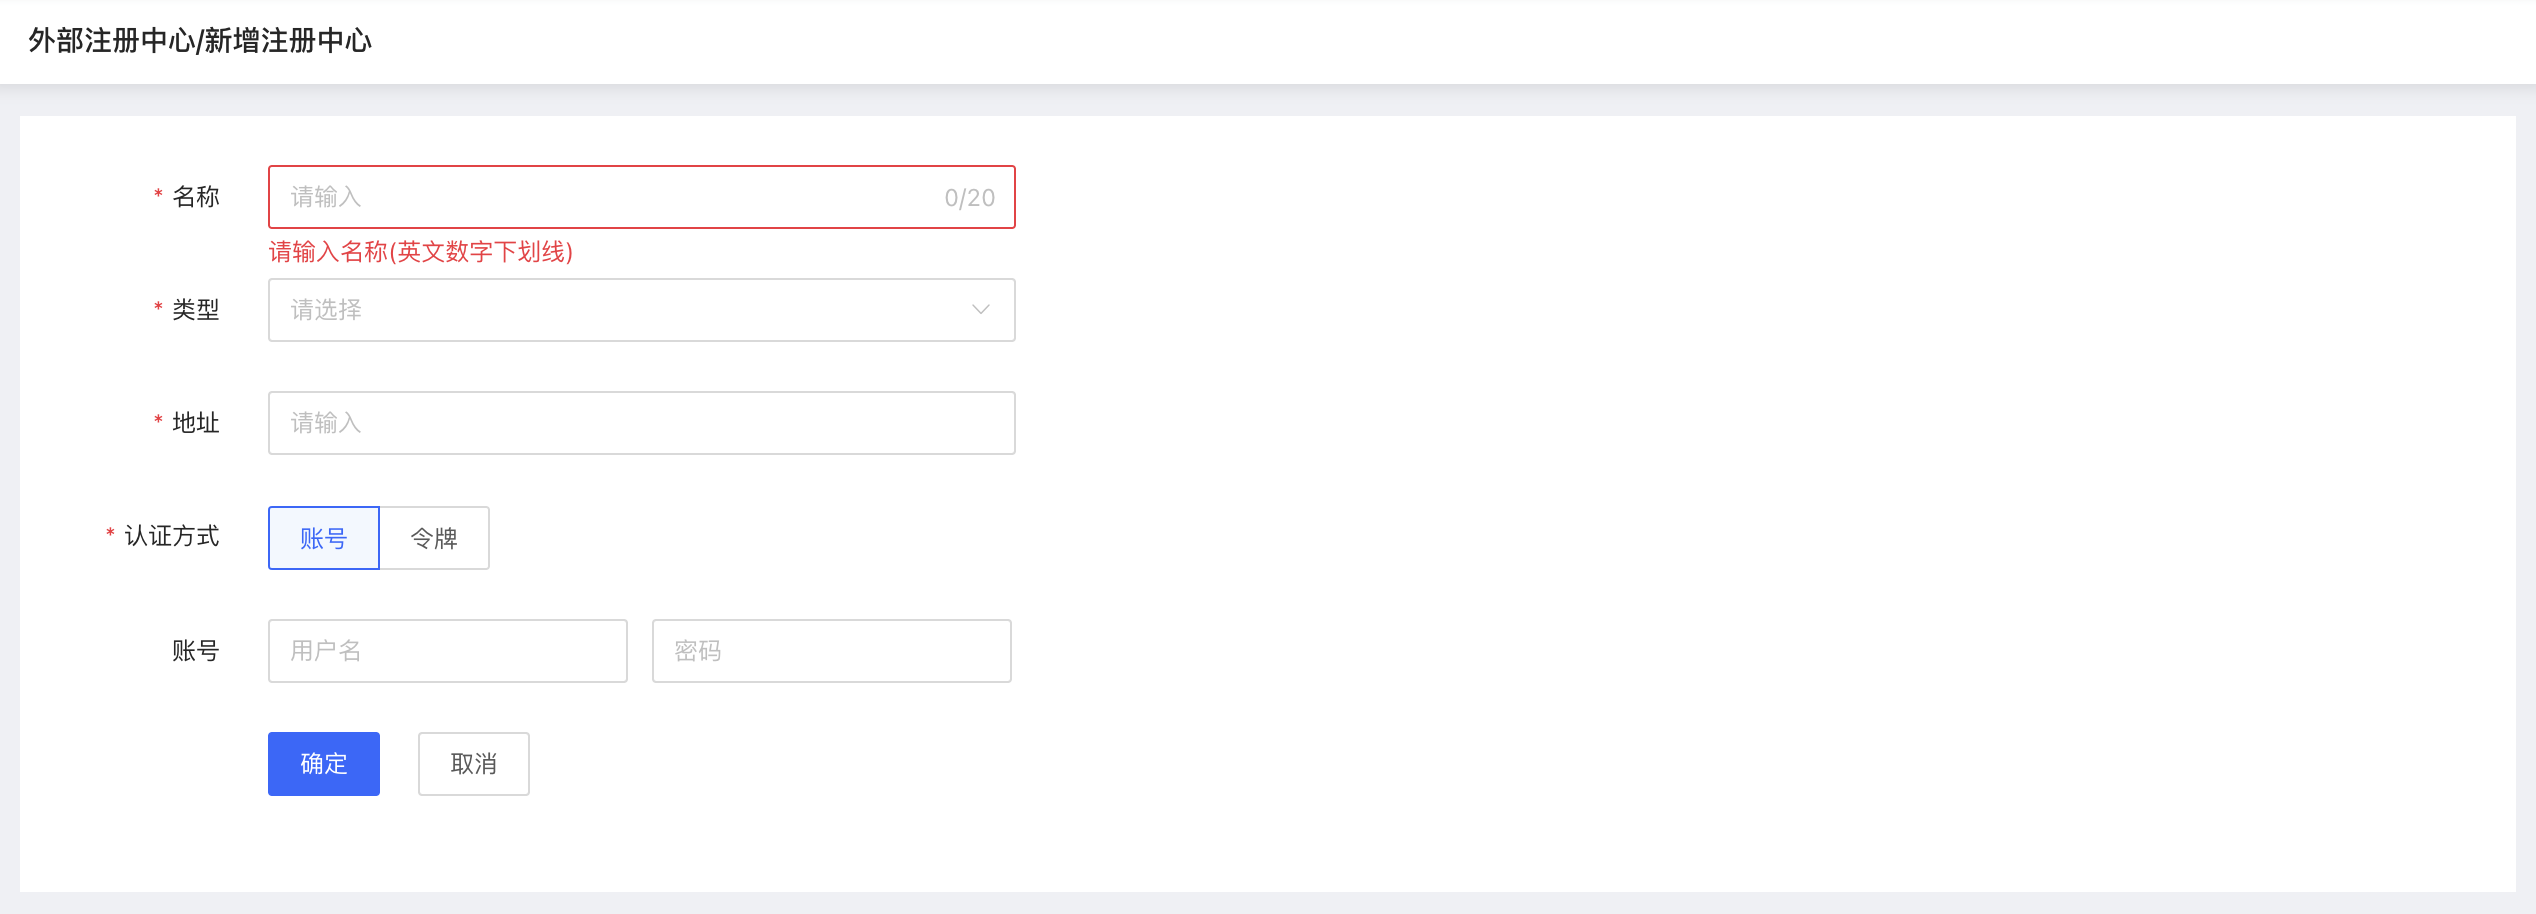 外部注册中心/新增注册中心
* 名称 请输入 0/20
请输入名称(英文数字下划线)
* 类型 请选择
* 地址 请输入
* 认证方式 账号 令牌
账号 用户名 密码
确定 取消